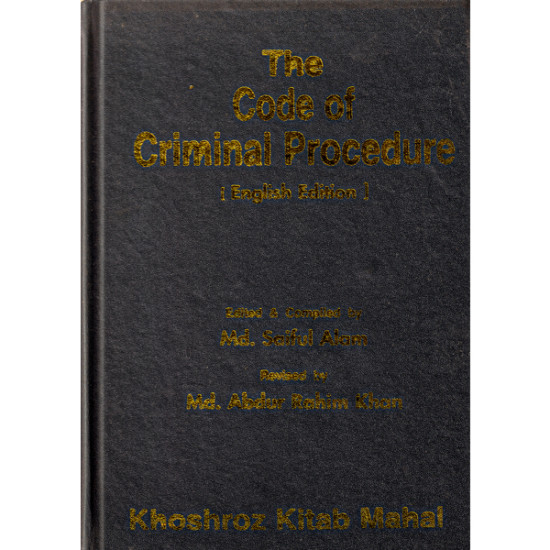 The
Code of
Criminal Procedure
[ English Edition ]
Edited & Compiled by
Md. Saiful Alam
Revised by
Md. Abdur Rahim Khan
Khoshroz Kitab Mahal